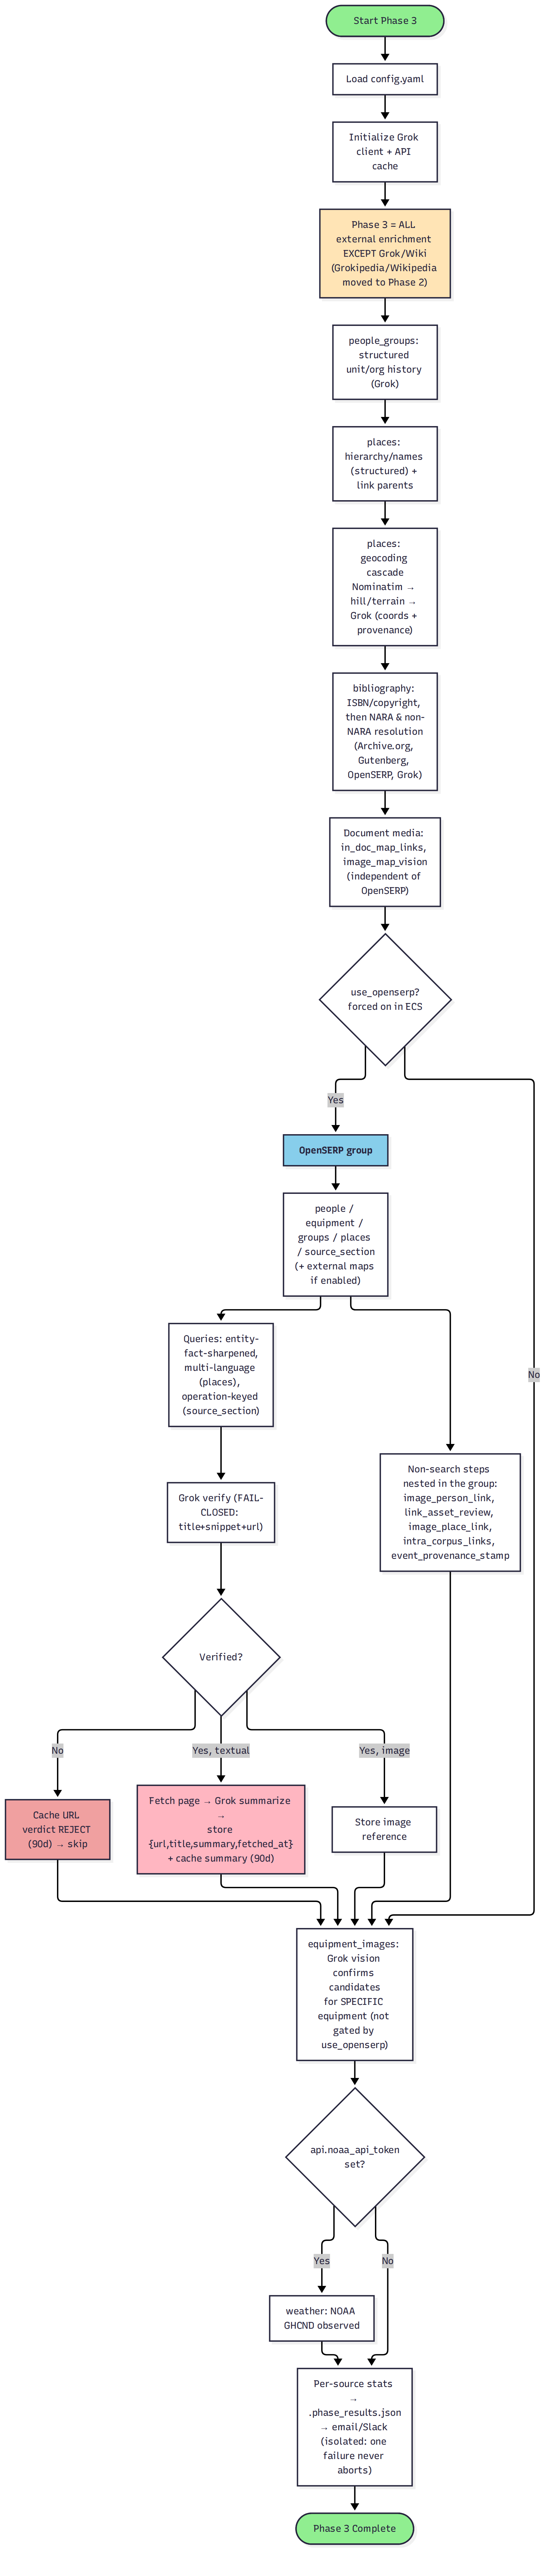 Start Phase 3
Load config.yaml
Initialize Grok
client + API
cache
Phase 3 = ALL
external enrichment
EXCEPT Grok/Wiki
(Grokipedia/Wikipedia
moved to Phase 2)
people_groups:
structured
unit/org history
(Grok)
places:
hierarchy/names
(structured) +
link parents
places:
geocoding
cascade
Nominatim →
hill/terrain →
Grok (coords +
provenance)
bibliography:
ISBN/copyright,
then NARA & non-
NARA resolution
(Archive.org,
Gutenberg,
OpenSERP, Grok)
Document media:
in_doc_map_links,
image_map_vision
(independent of
OpenSERP)
use_openserp?
forced on in ECS
Yes
No
OpenSERP group
people /
equipment /
groups / places
/ source_section
(+ external maps
if enabled)
Queries: entity-
fact-sharpened,
multi-language
(places),
operation-keyed
(source_section)
Non-search steps
nested in the group:
image_person_link,
link_asset_review,
image_place_link,
intra_corpus_links,
event_provenance_stamp
Grok verify (FAIL-
CLOSED:
title+snippet+url)
Verified?
No
Yes, textual
Yes, image
Cache URL
verdict REJECT
(90d) → skip
Fetch page → Grok summarize
→
store
{url,title,summary,fetched_at}
+ cache summary (90d)
Store image
reference
equipment_images:
Grok vision
confirms
candidates
for SPECIFIC
equipment (not
gated by
use_openserp)
api.noaa_api_token
set?
Yes
No
weather: NOAA
GHCND observed
Per-source stats
→
.phase_results.json
→ email/Slack
(isolated: one
failure never
aborts)
Phase 3 Complete